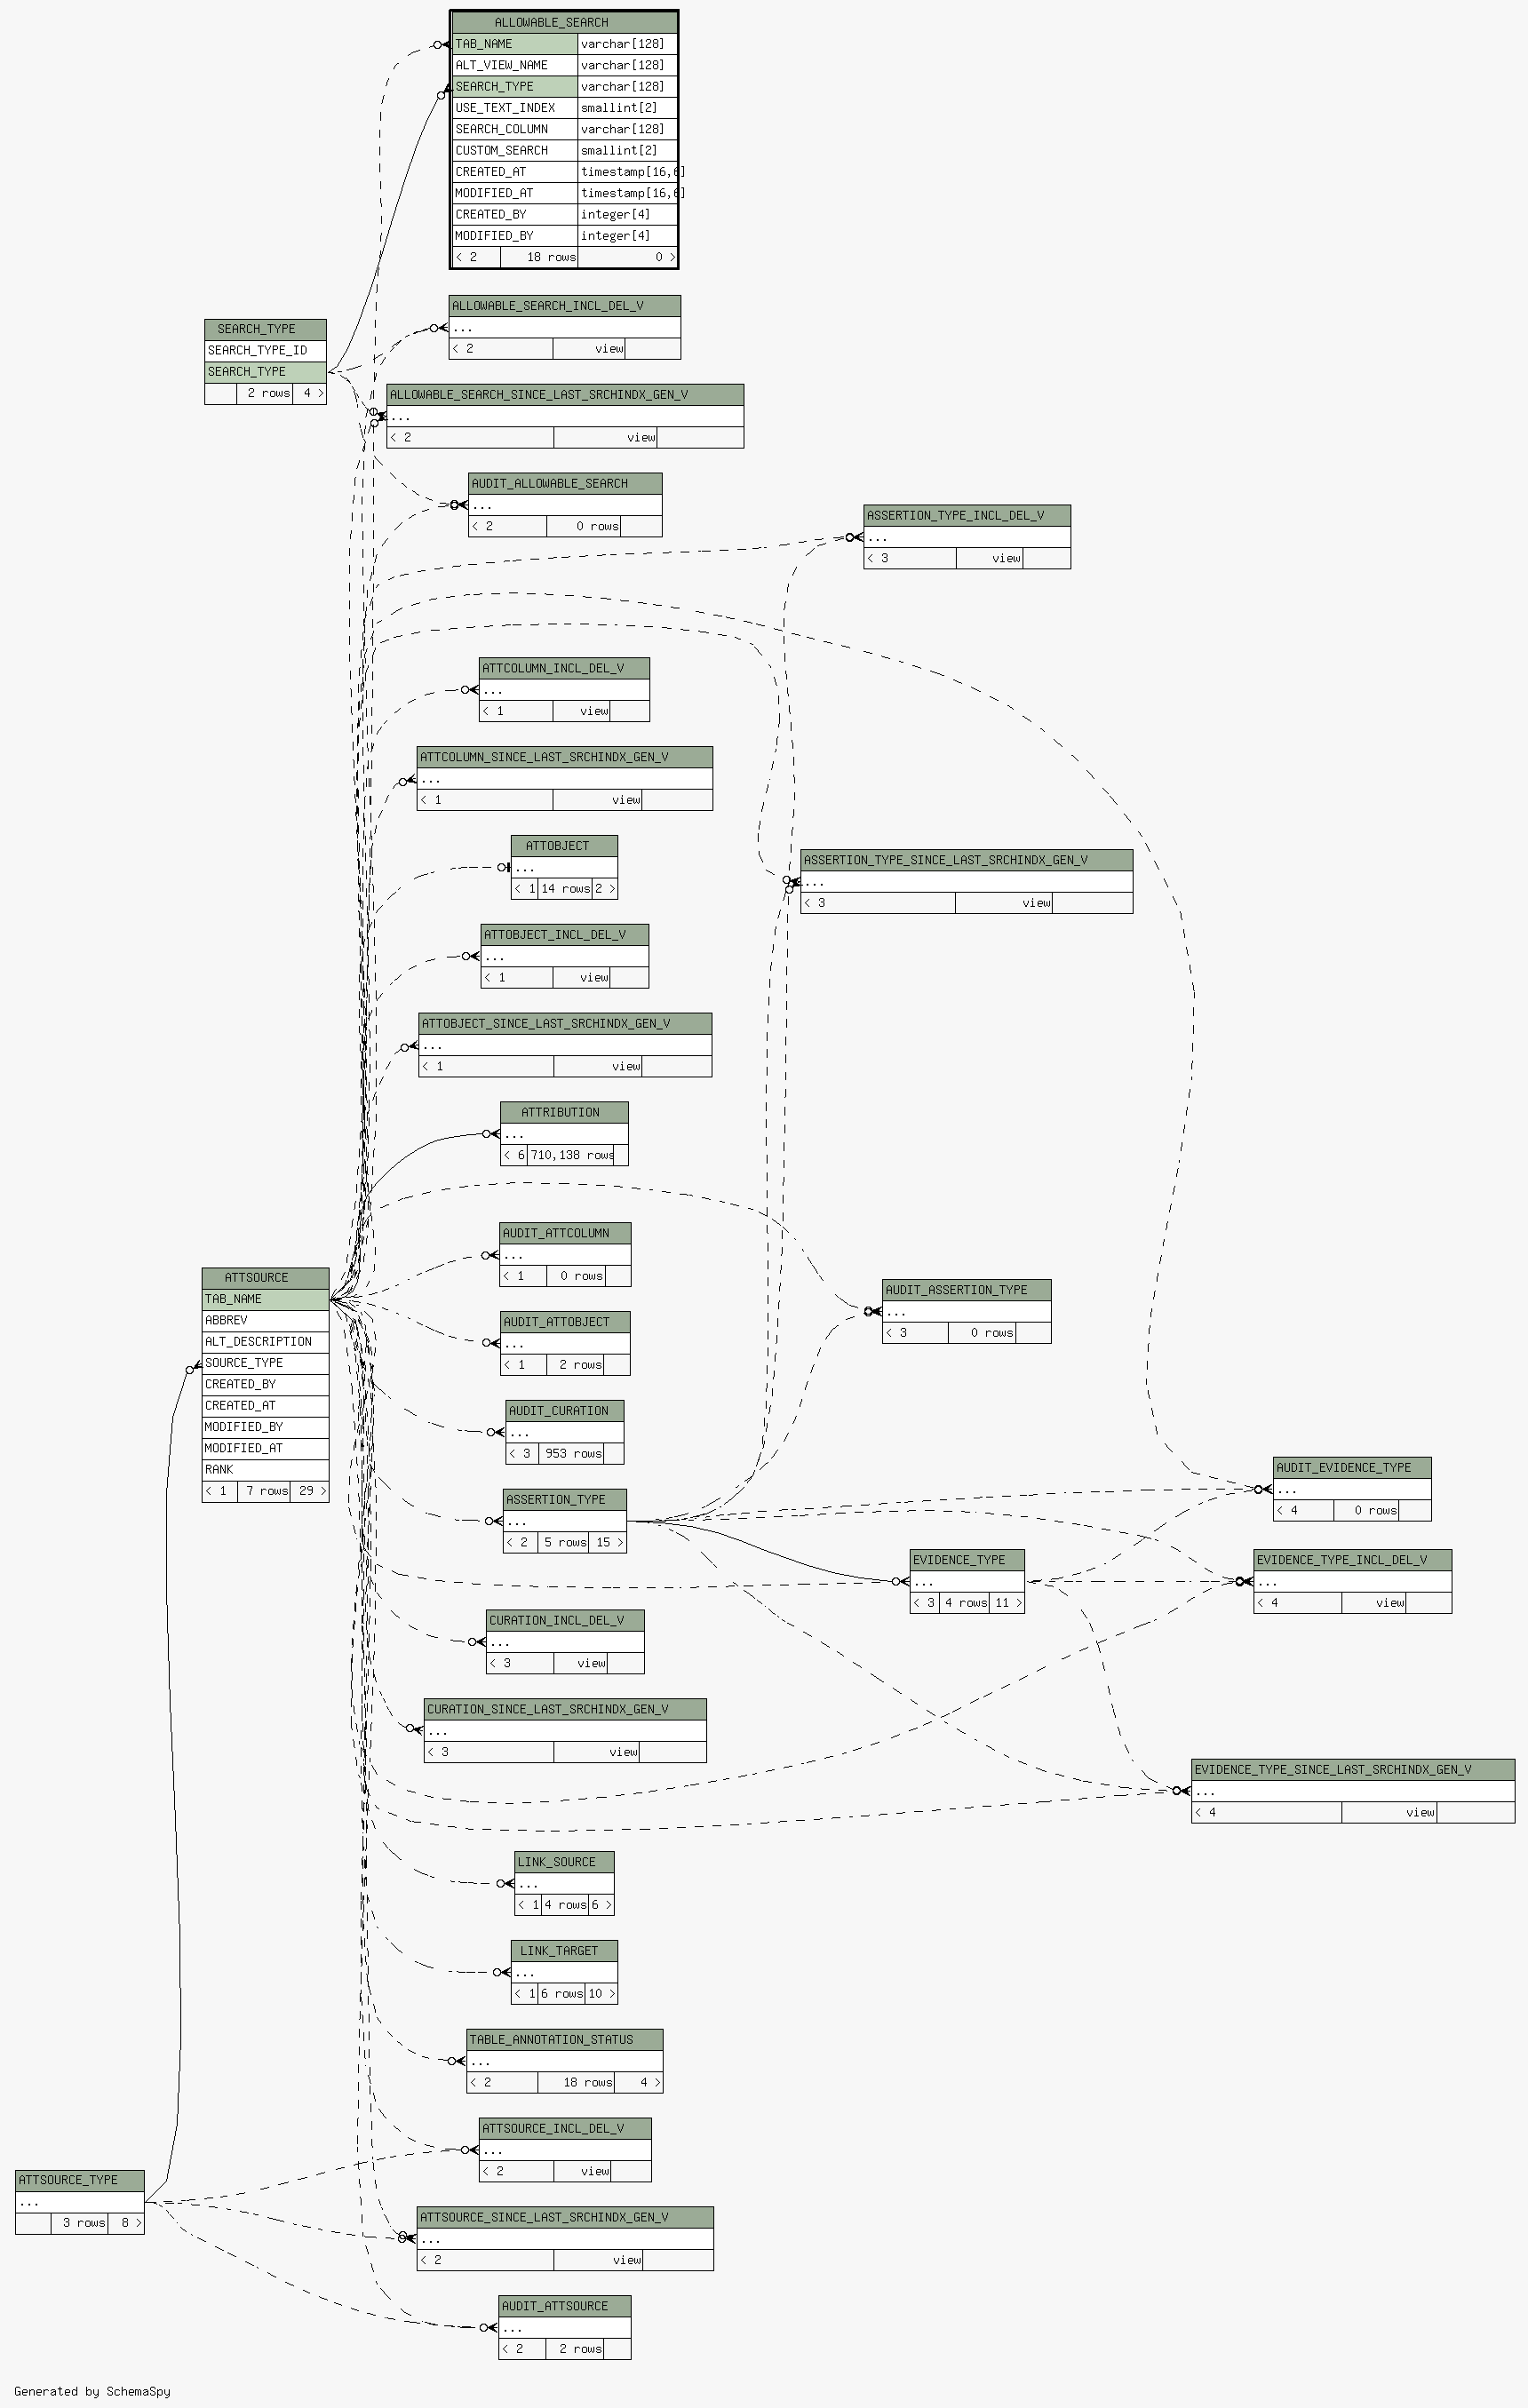 ALLOWABLE_SEARCH
TAB_NAME varchar[128]
ALT_VIEW_NAME varchar[128]
SEARCH_TYPE varchar[128]
USE_TEXT_INDEX smallint[2]
SEARCH_COLUMN varchar[128]
CUSTOM_SEARCH smallint[2]
CREATED_AT timestamp[16,6]
MODIFIED_AT timestamp[16,6]
CREATED_BY integer[4]
MODIFIED_BY integer[4]
< 2 18 rows 0 >
ALLOWABLE_SEARCH_INCL_DEL_V
...
< 2 view
SEARCH_TYPE
SEARCH_TYPE_ID
SEARCH_TYPE
2 rows 4 >
ALLOWABLE_SEARCH_SINCE_LAST_SRCHINDX_GEN_V
...
< 2 view
AUDIT_ALLOWABLE_SEARCH
...
< 2 0 rows
ASSERTION_TYPE_INCL_DEL_V
...
< 3 view
ATTCOLUMN_INCL_DEL_V
...
< 1 view
ATTCOLUMN_SINCE_LAST_SRCHINDX_GEN_V
...
< 1 view
ATTOBJECT
...
< 1 14 rows 2 >
ASSERTION_TYPE_SINCE_LAST_SRCHINDX_GEN_V
...
< 3 view
ATTOBJECT_INCL_DEL_V
...
< 1 view
ATTOBJECT_SINCE_LAST_SRCHINDX_GEN_V
...
< 1 view
ATTRIBUTION
...
< 6 710,138 rows
AUDIT_ATTCOLUMN
...
< 1 0 rows
ATTSOURCE
TAB_NAME
ABBREV
ALT_DESCRIPTION
SOURCE_TYPE
CREATED_BY
CREATED_AT
MODIFIED_BY
MODIFIED_AT
RANK
< 1 7 rows 29 >
AUDIT_ASSERTION_TYPE
...
< 3 0 rows
AUDIT_ATTOBJECT
...
< 1 2 rows
AUDIT_CURATION
...
< 3 953 rows
AUDIT_EVIDENCE_TYPE
...
< 4 0 rows
ASSERTION_TYPE
...
< 2 5 rows 15 >
EVIDENCE_TYPE
...
< 3 4 rows 11 >
EVIDENCE_TYPE_INCL_DEL_V
...
< 4 view
CURATION_INCL_DEL_V
...
< 3 view
CURATION_SINCE_LAST_SRCHINDX_GEN_V
...
< 3 view
EVIDENCE_TYPE_SINCE_LAST_SRCHINDX_GEN_V
...
< 4 view
LINK_SOURCE
...
< 1 4 rows 6 >
LINK_TARGET
...
< 1 6 rows 10 >
TABLE_ANNOTATION_STATUS
...
< 2 18 rows 4 >
ATTSOURCE_INCL_DEL_V
...
< 2 view
ATTSOURCE_TYPE
...
3 rows 8 >
ATTSOURCE_SINCE_LAST_SRCHINDX_GEN_V
...
< 2 view
AUDIT_ATTSOURCE
...
< 2 2 rows
Generated by SchemaSpy